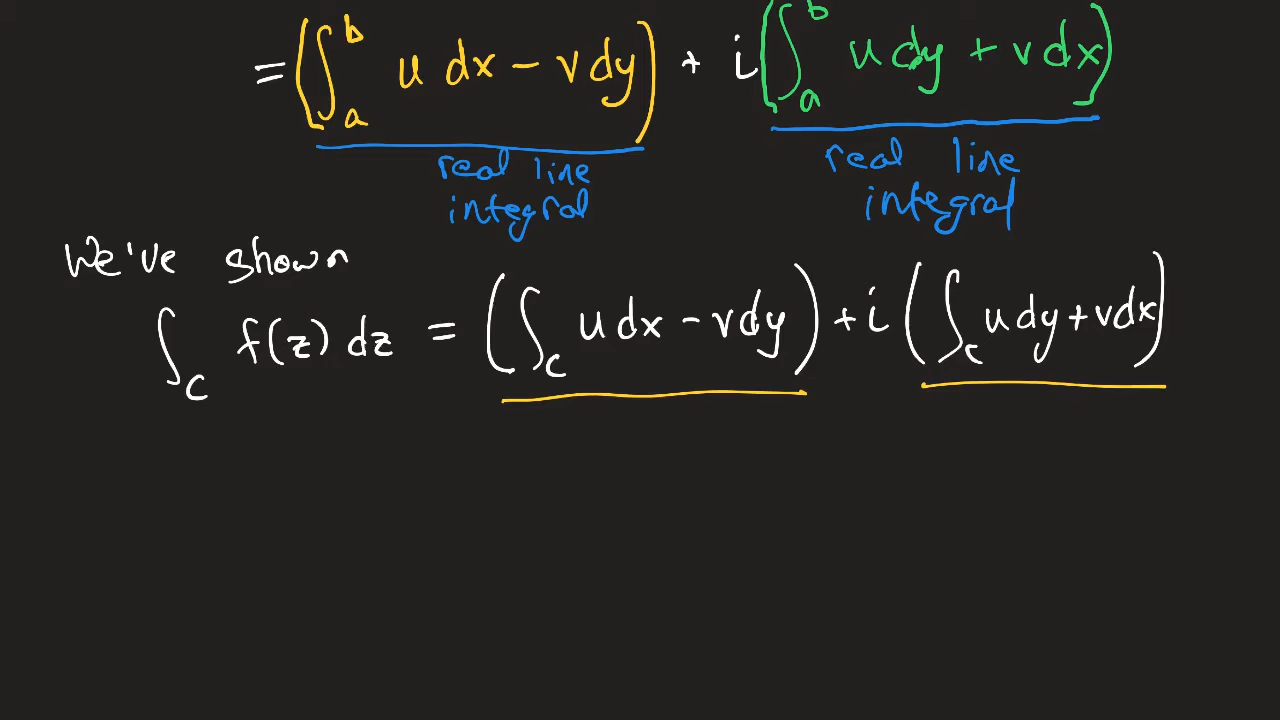 = (∫_a^b u dx − v dy) + i (∫_a^b u dy + v dx)
real line integral
real line integral
We've shown
∫_C f(z) dz = (∫_C u dx − v dy) + i (∫_C u dy + v dx)